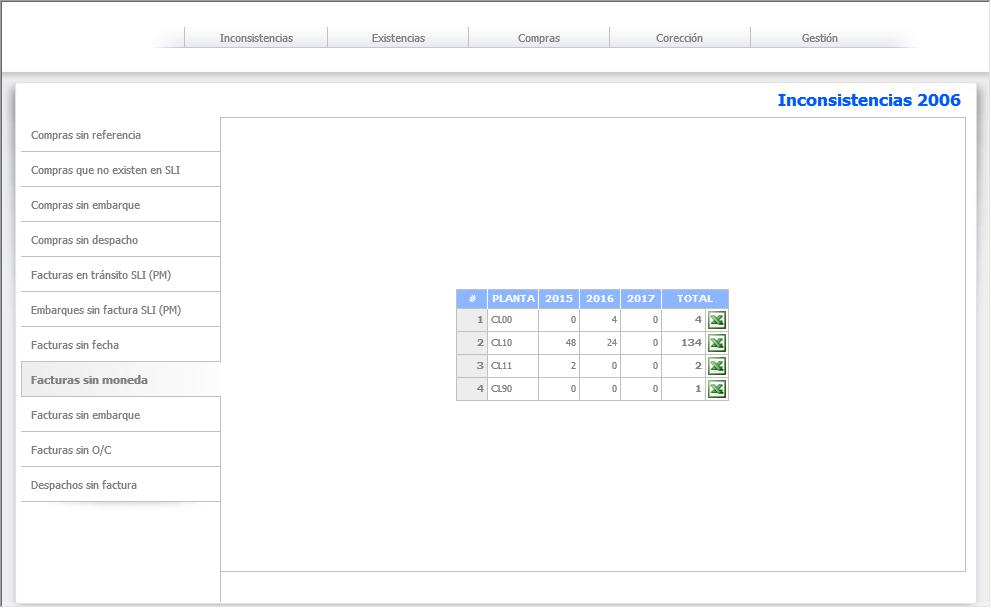 Inconsistencias Existencias Compras Corección Gestión
Inconsistencias 2006
Compras sin referencia
Compras que no existen en SLI
Compras sin embarque
Compras sin despacho
Facturas en tránsito SLI (PM)
Embarques sin factura SLI (PM)
Facturas sin fecha
Facturas sin moneda
Facturas sin embarque
Facturas sin O/C
Despachos sin factura
# PLANTA 2015 2016 2017 TOTAL
1 CL00 0 4 0 4
2 CL10 48 24 0 134
3 CL11 2 0 0 2
4 CL90 0 0 0 1